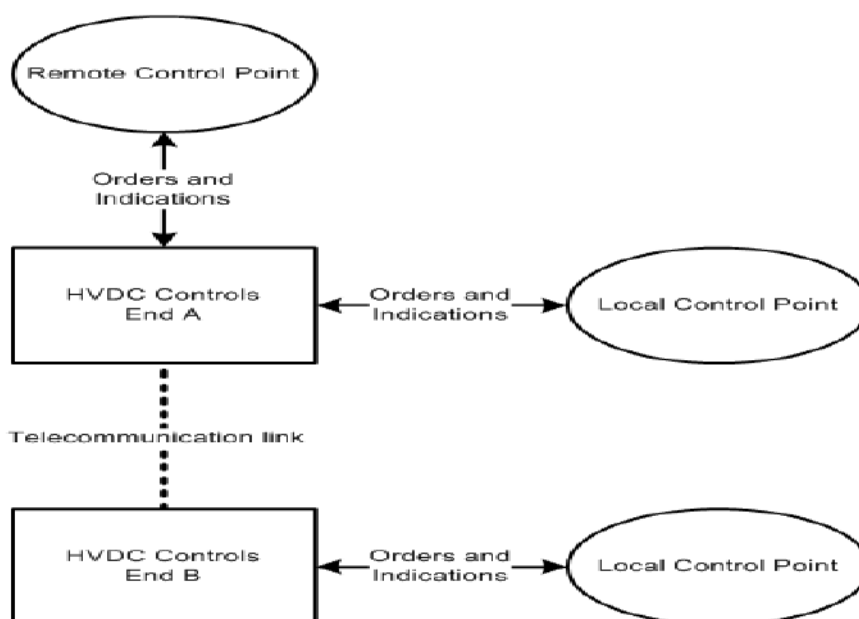 Remote Control Point
Orders and
Indications
HVDC Controls
End A
Orders and
Indications
Local Control Point
Telecommunication link
HVDC Controls
End B
Orders and
Indications
Local Control Point